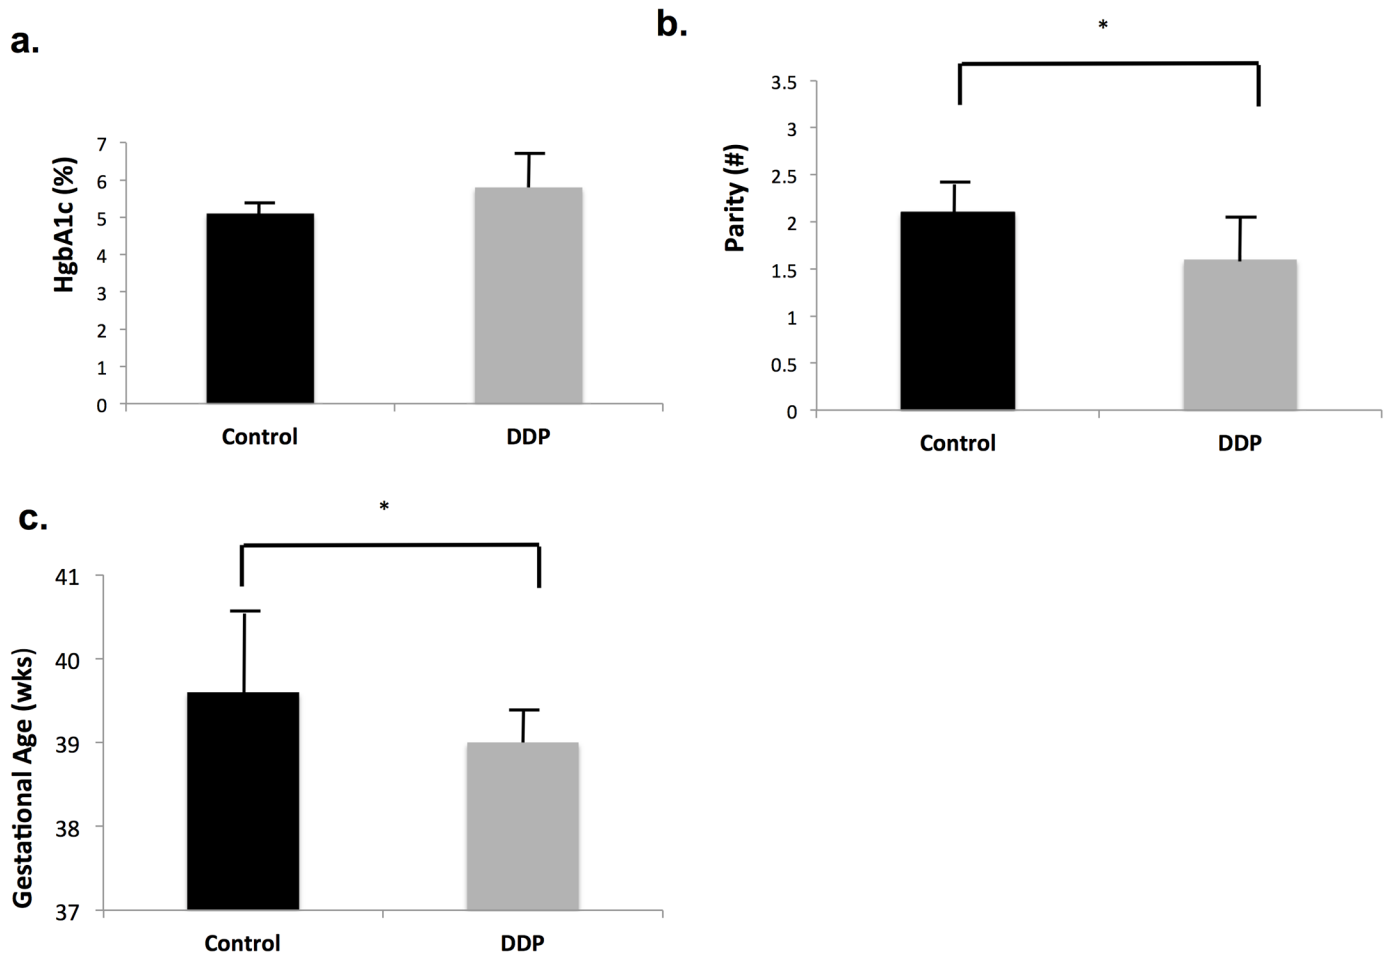 a.
HgbA1c (%)
7
6
5
4
3
2
1
0
Control DDP
b.
*
Parity (#)
3.5
3
2.5
2
1.5
1
0.5
0
Control DDP
c.
*
Gestational Age (wks)
41
40
39
38
37
Control DDP